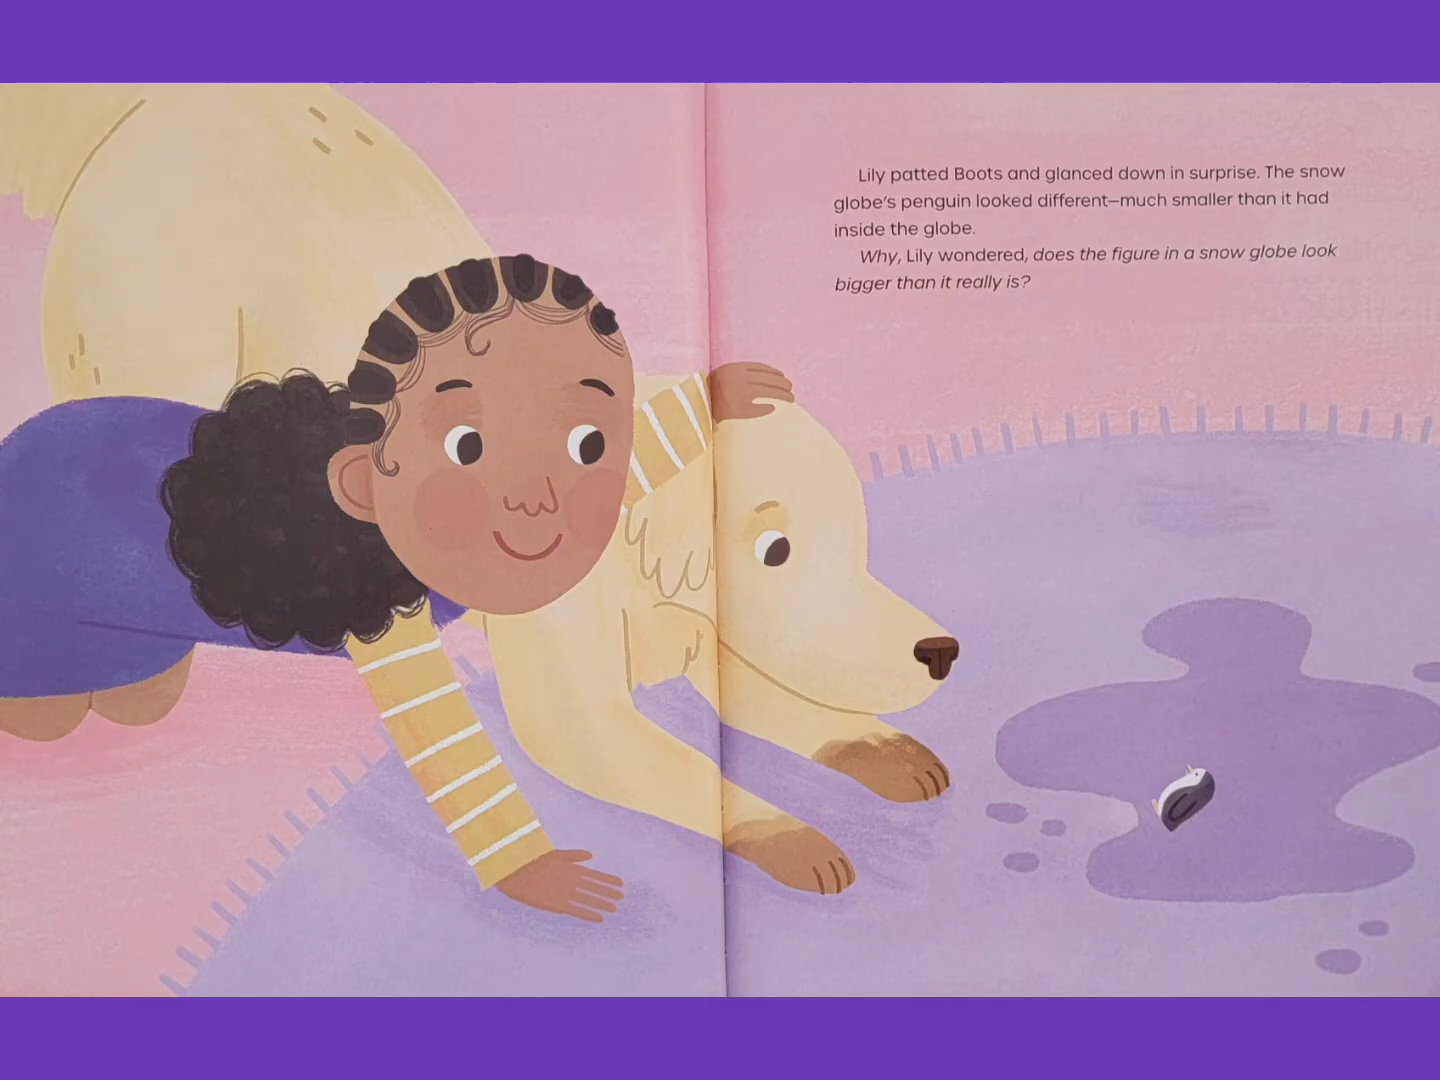 Lily patted Boots and glanced down in surprise. The snow
globe's penguin looked different—much smaller than it had
inside the globe.
Why, Lily wondered, does the figure in a snow globe look
bigger than it really is?